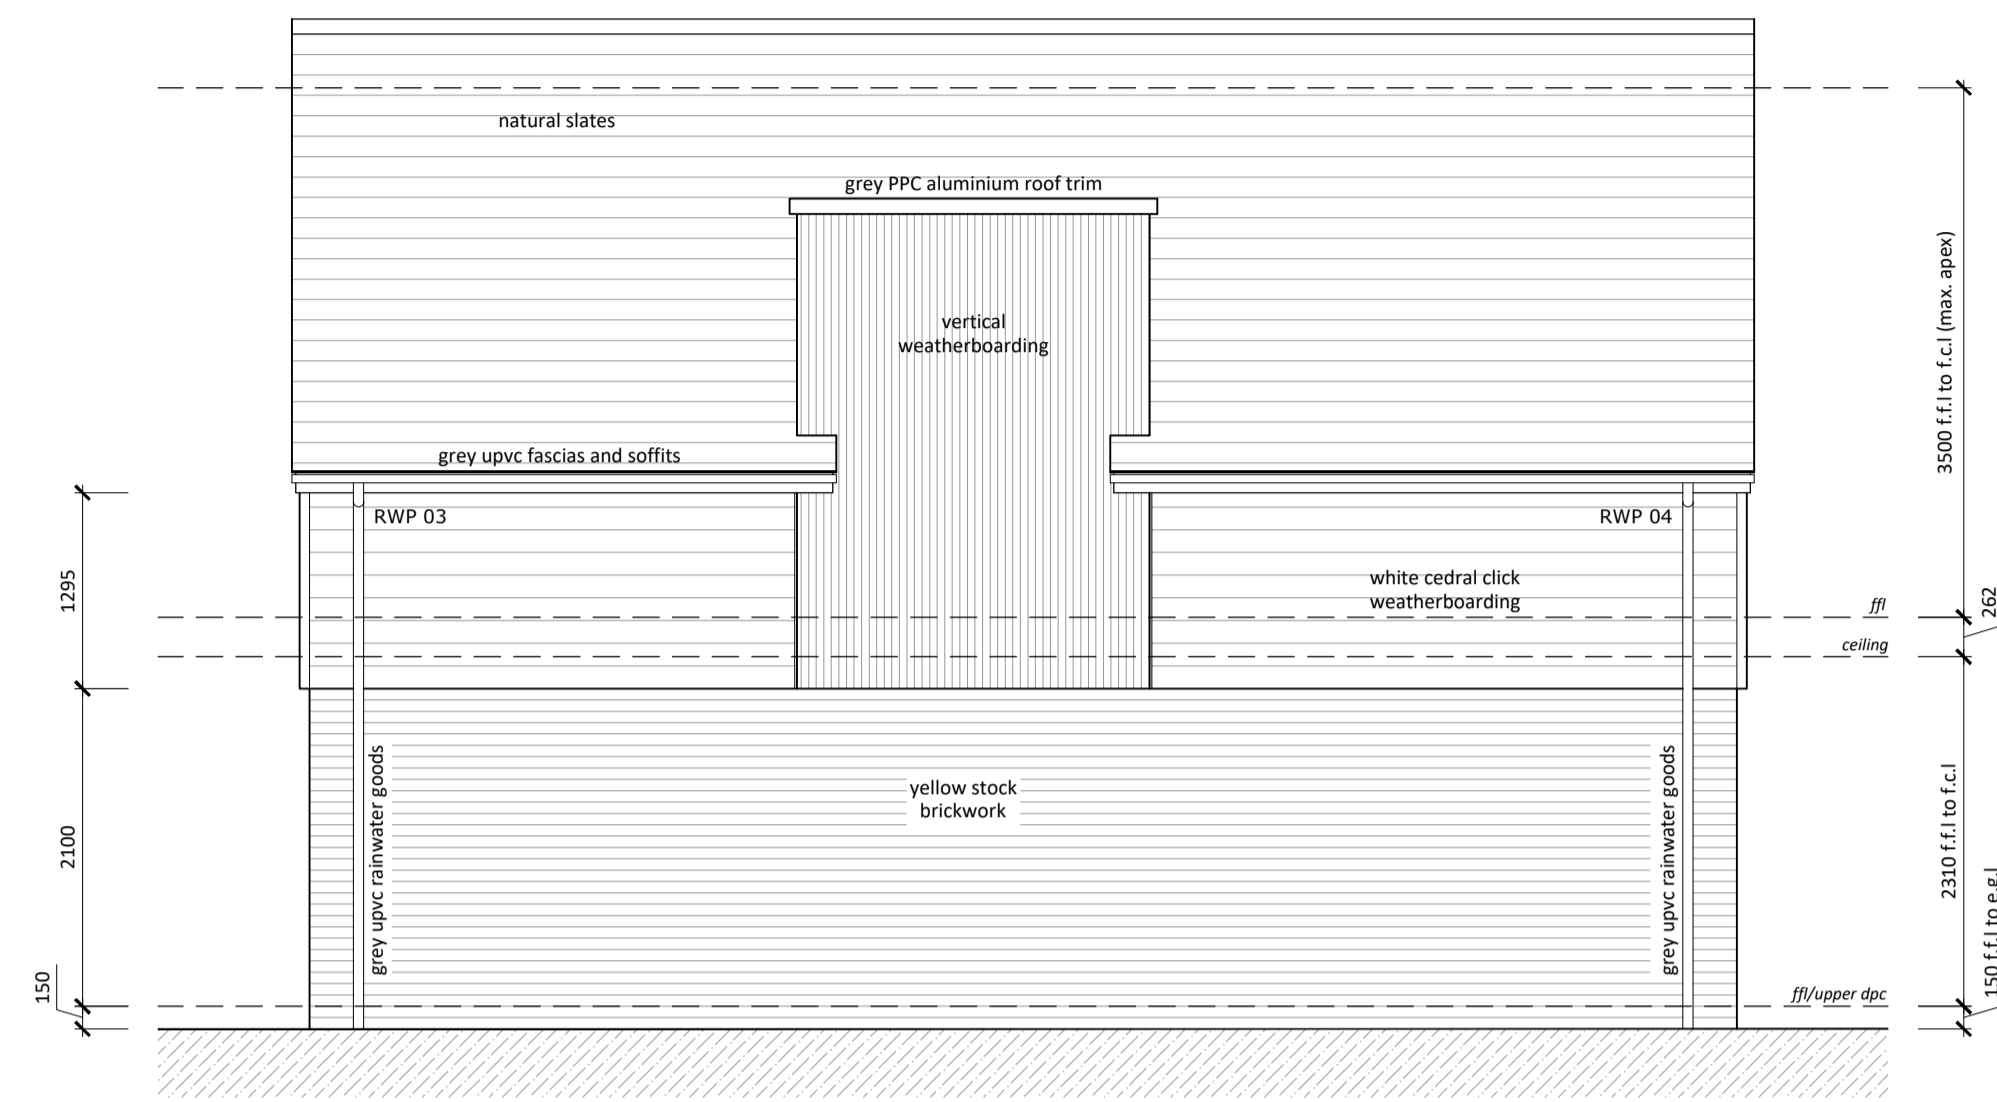 natural slates
grey PPC aluminium roof trim
vertical
weatherboarding
grey upvc fascias and soffits
RWP 03
RWP 04
white cedral click
weatherboarding
ffl
ceiling
yellow stock
brickwork
grey upvc rainwater goods
grey upvc rainwater goods
ffl/upper dpc
1295
2100
150
3500 f.f.l to f.c.l (max. apex)
262
2310 f.f.l to f.c.l
150 f.f.l to e.g.l